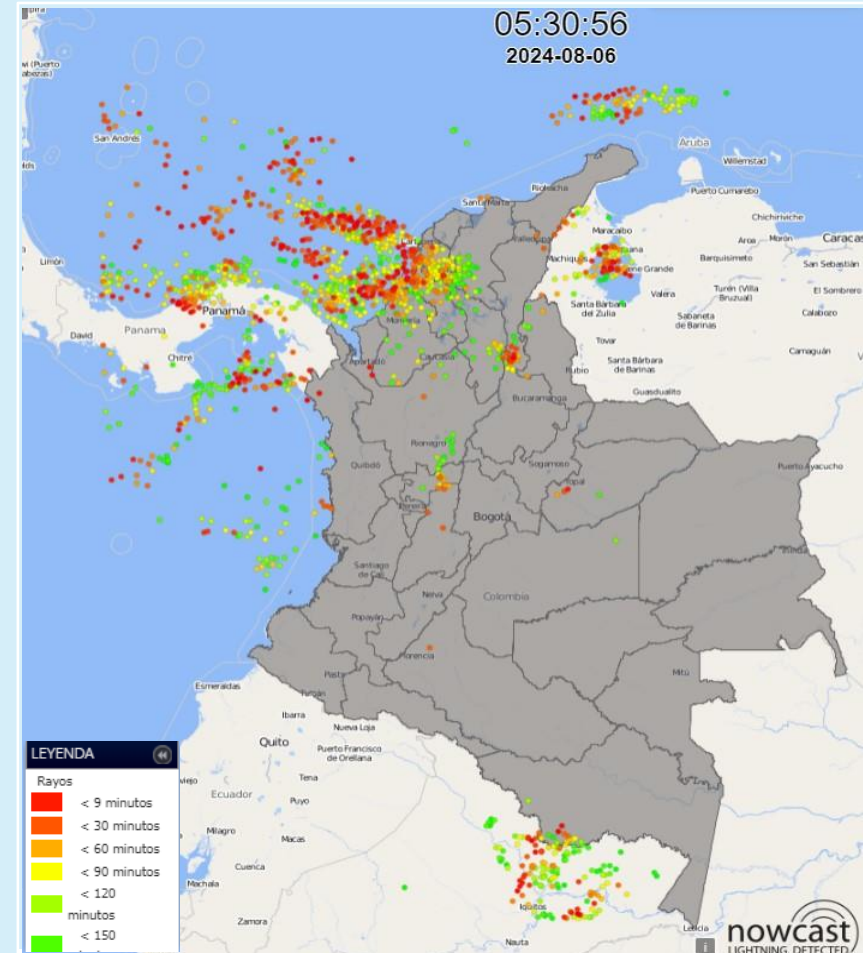 05:30:56
2024-08-06
San Andrés
Aruba
Willemstad
Riohacha
Puerto Cumarebo
Santa Marta
Chichiriviche
Maracaibo
Caracas
Limón
Machiques
Aroa
Morón
Barquisimeto
San Sebastián
Valera
Turén (Villa
Bruzual)
El Sombrero
Santa Bárbara
del Zulia
Panamá
Sabaneta
de Barinas
Calabozo
David
Panama
Montería
Tovar
Chitré
Apartadó
Caucasia
Santa Bárbara
de Barinas
Camaguán
Rubio
Guasdualito
Bucaramanga
Rionegro
Quibdó
Sogamoso
Puerto Ayacucho
Yopal
Pereira
Bogotá
Santiago
de Cali
Neiva
Colombia
Popayán
Florencia
Mitú
Pasto
Esmeraldas
Ibarra
Nueva Loja
Quito
Puerto Francisco
de Orellana
Tena
Ecuador
Puyo
Milagro
Macas
Cuenca
Machala
Iquitos
Zamora
Nauta
Leticia
LEYENDA
Rayos
< 9 minutos
< 30 minutos
< 60 minutos
< 90 minutos
< 120
minutos
< 150
nowcast
LIGHTNING DETECTED